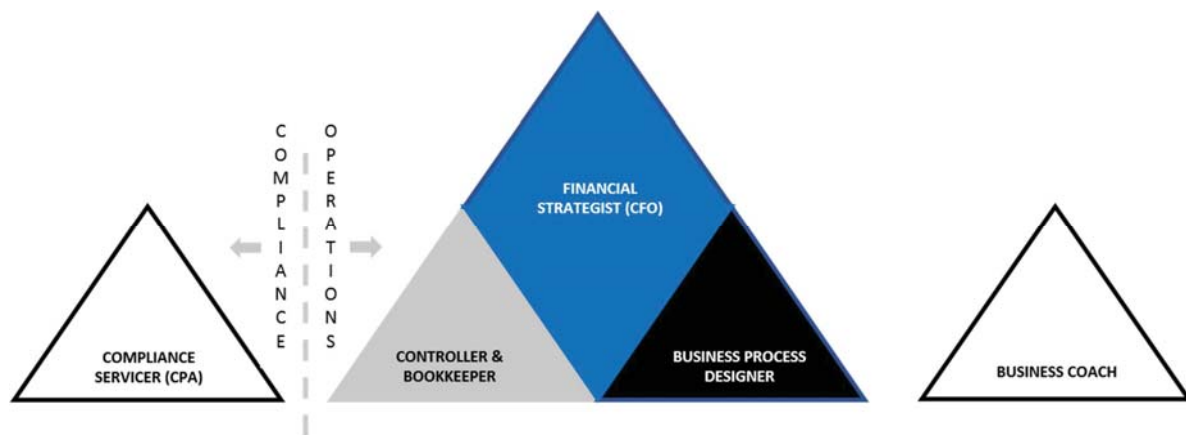 COMPLIANCE
OPERATIONS
FINANCIAL
STRATEGIST (CFO)
COMPLIANCE
SERVICER (CPA)
CONTROLLER &
BOOKKEEPER
BUSINESS PROCESS
DESIGNER
BUSINESS COACH